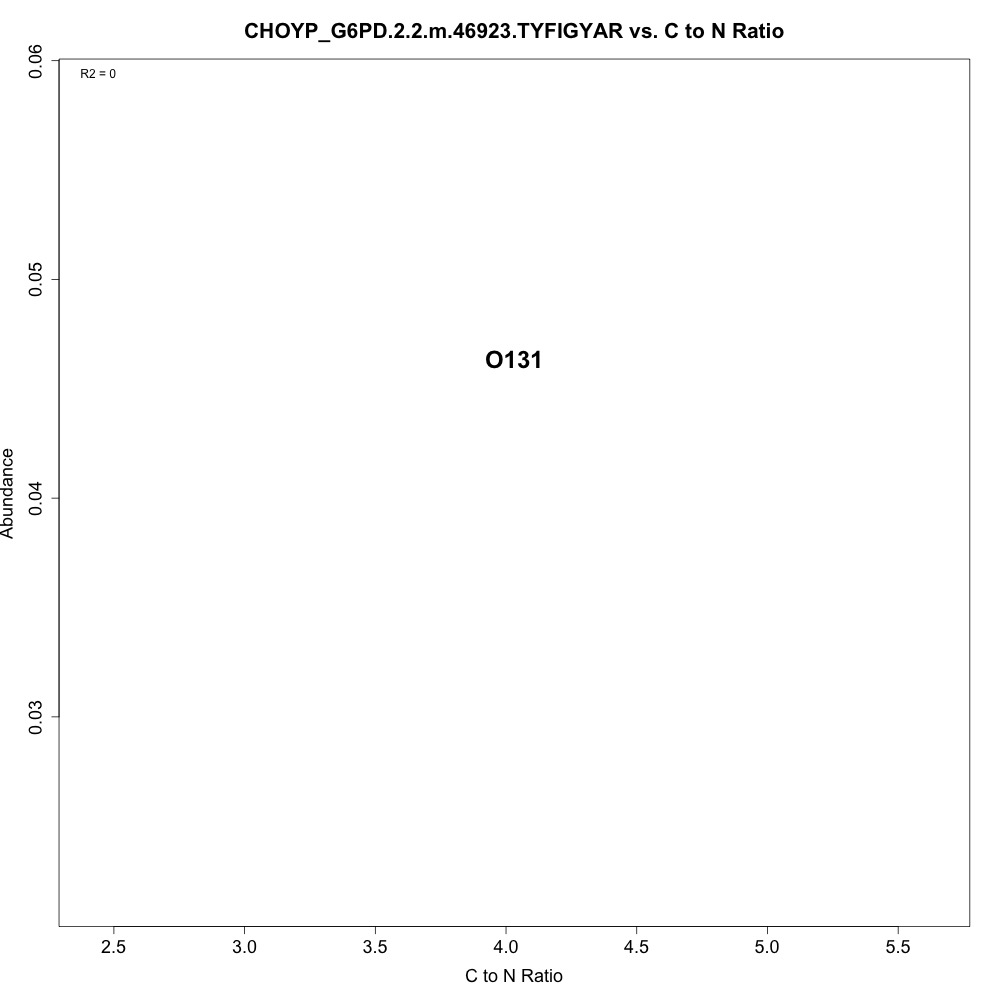 CHOYP_G6PD.2.2.m.46923.TYFIGYAR vs. C to N Ratio
R2 = 0
0.06
0.05
0.04
0.03
Abundance
O131
2.5 3.0 3.5 4.0 4.5 5.0 5.5
C to N Ratio